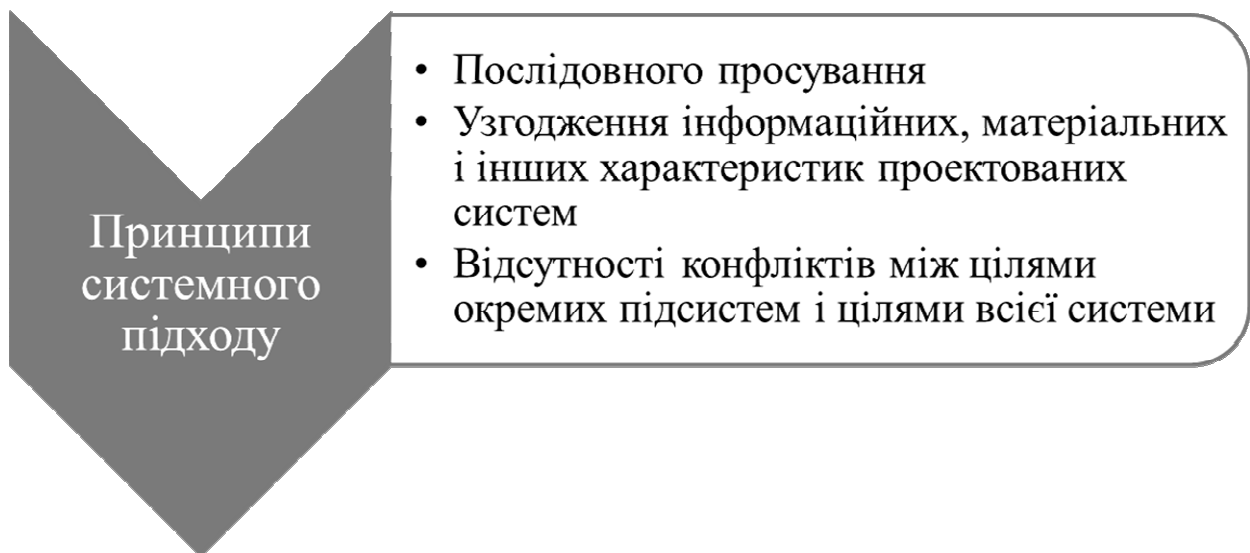 Принципи
системного
підходу
• Послідовного просування
• Узгодження інформаційних, матеріальних
і інших характеристик проектованих
систем
• Відсутності конфліктів між цілями
окремих підсистем і цілями всієї системи